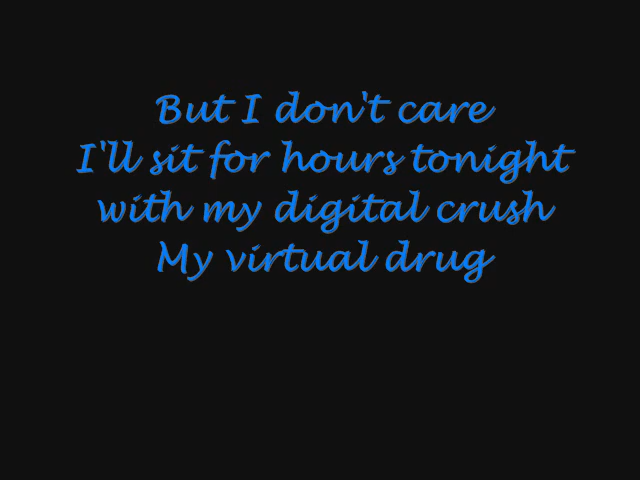 But I don't care
I'll sit for hours tonight
with my digital crush
My virtual drug